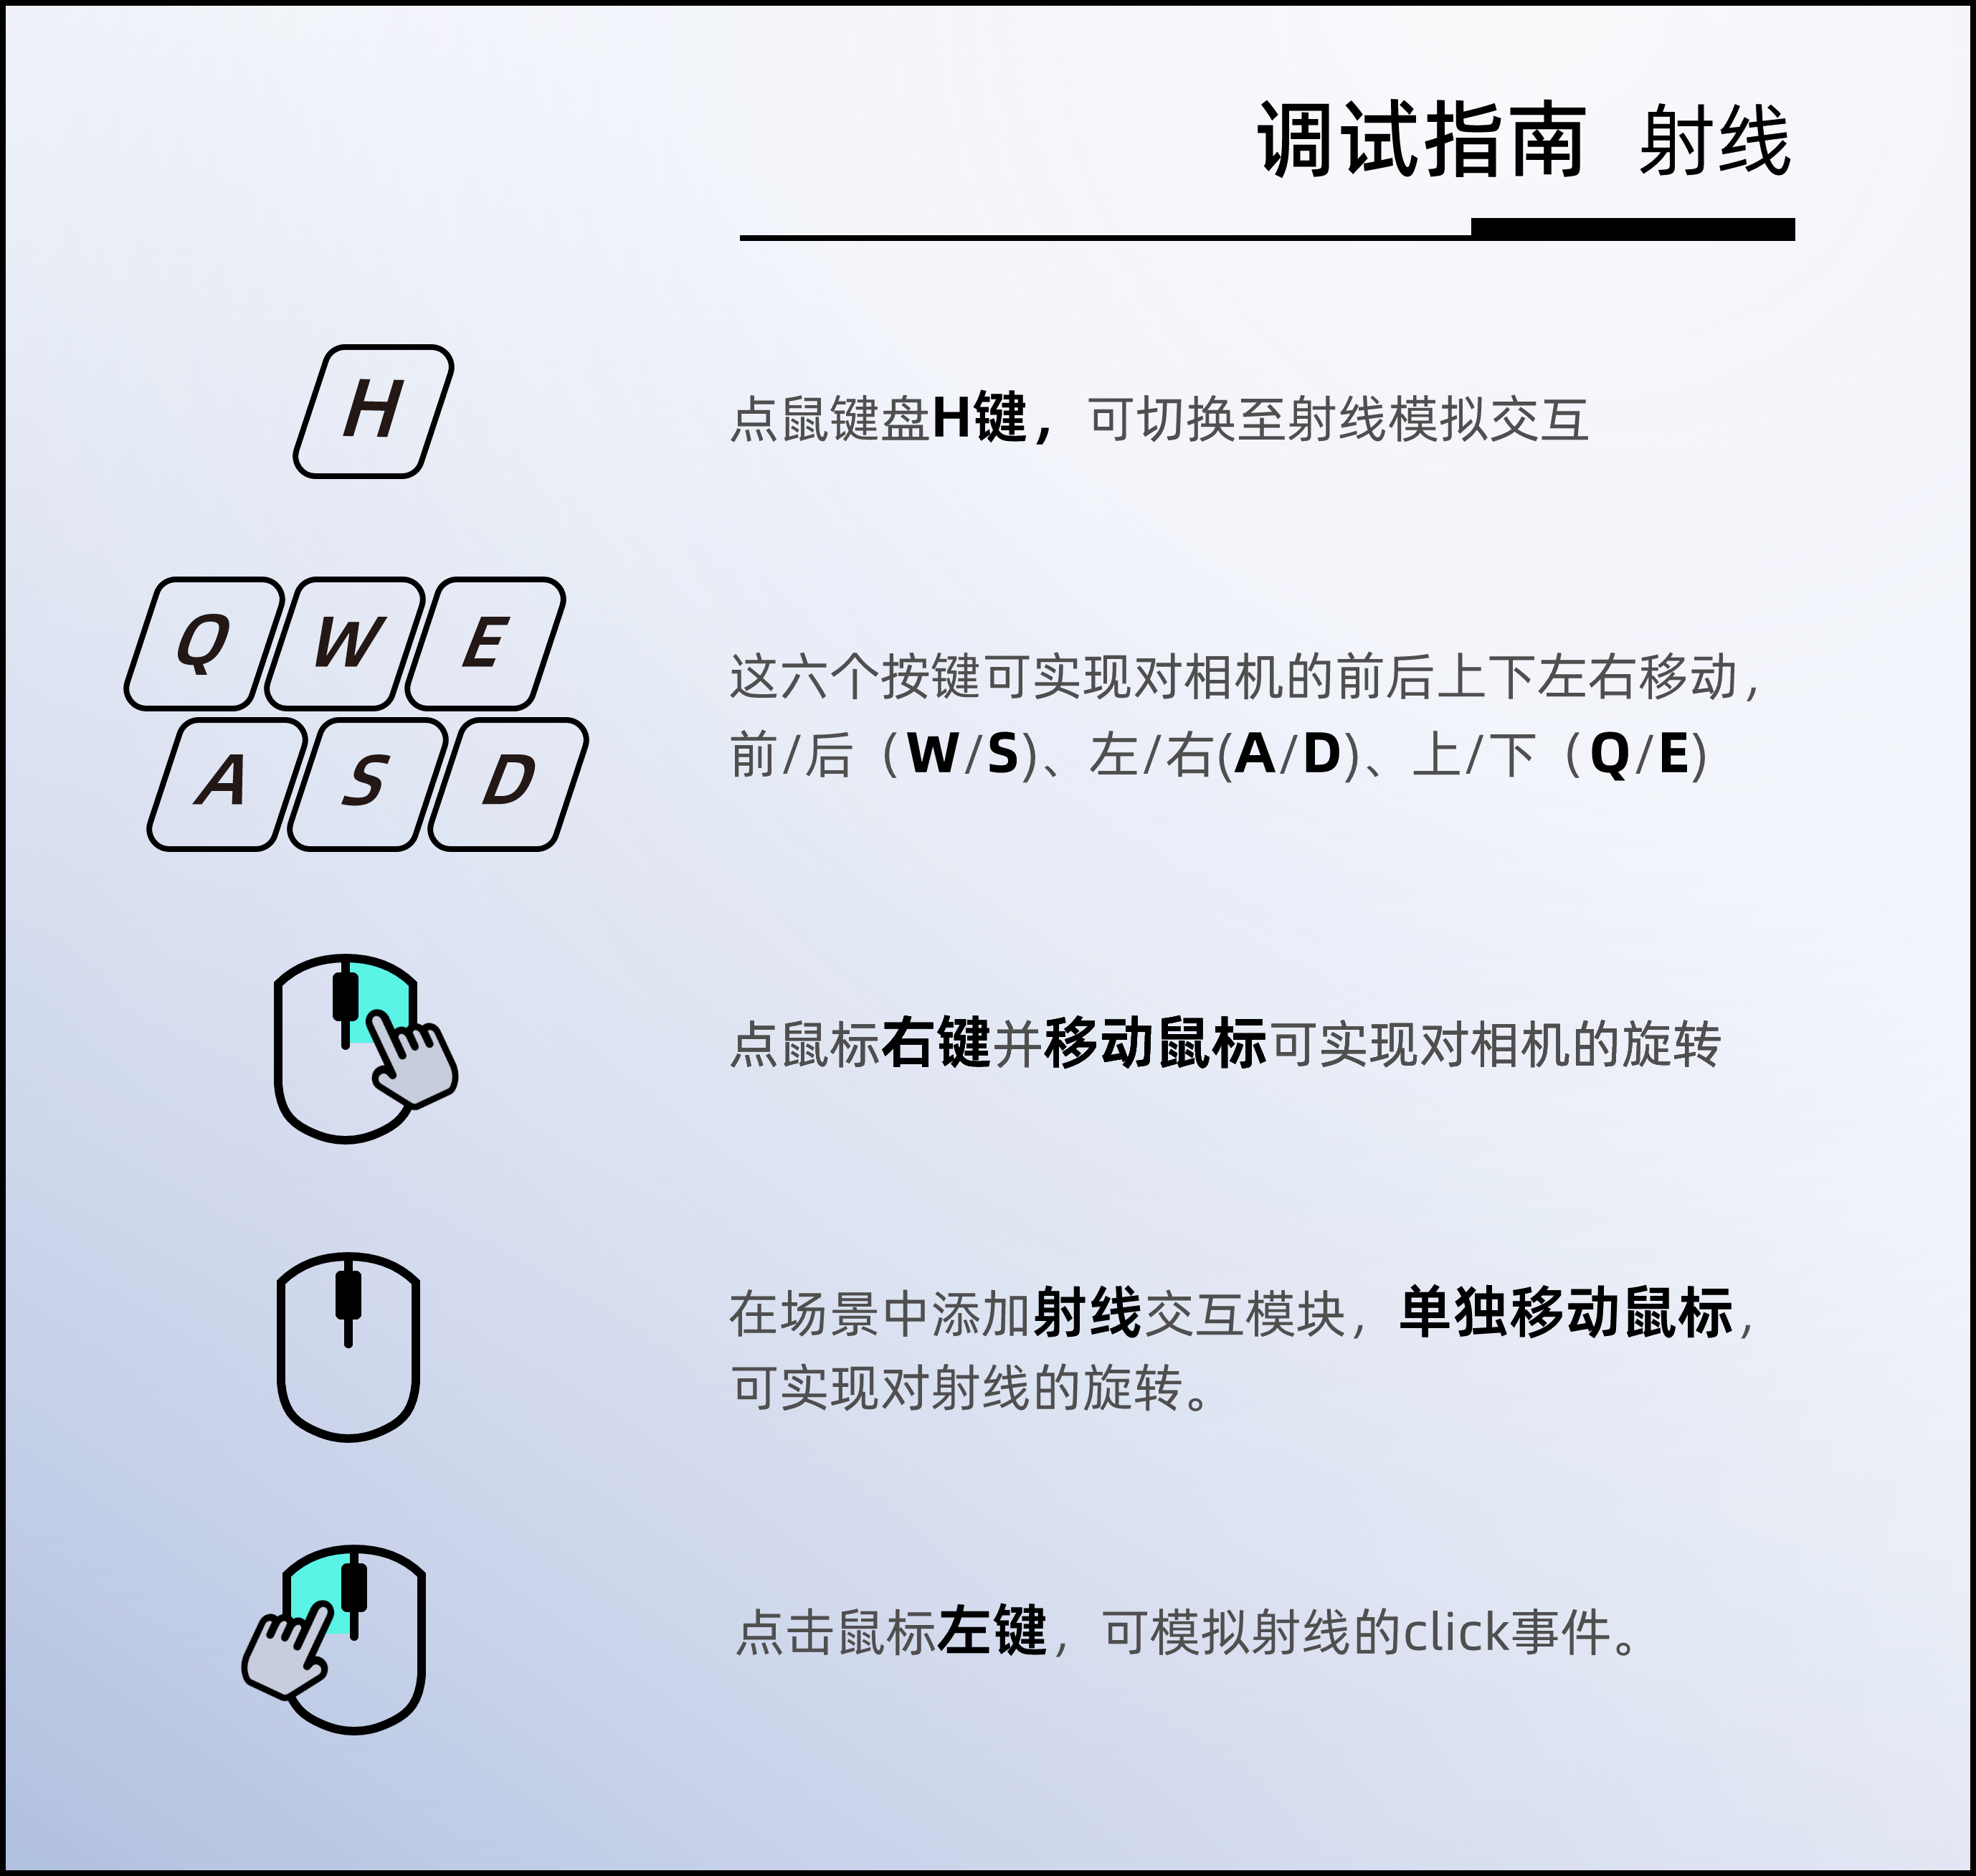 调试指南 射线
H
点鼠键盘H键，可切换至射线模拟交互
Q W E
A S D
这六个按键可实现对相机的前后上下左右移动，
前/后（W/S)、左/右(A/D)、上/下（Q/E)
点鼠标右键并移动鼠标可实现对相机的旋转
在场景中添加射线交互模块，单独移动鼠标，
可实现对射线的旋转。
点击鼠标左键，可模拟射线的click事件。